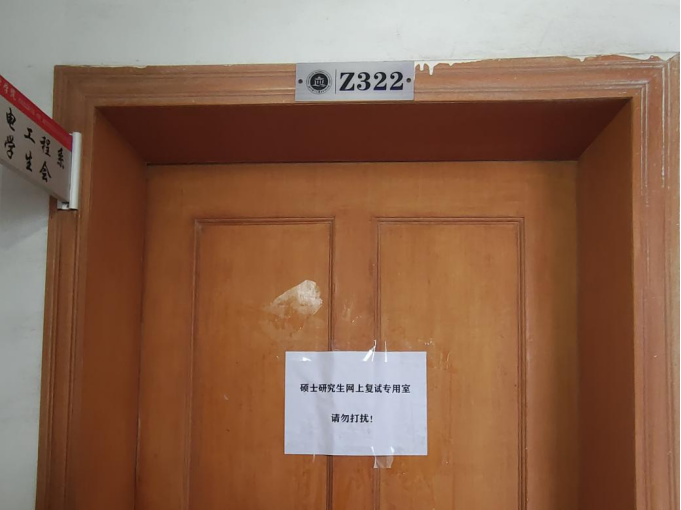 Z322
电工程系
学生会
硕士研究生网上复试专用室
请勿打扰！